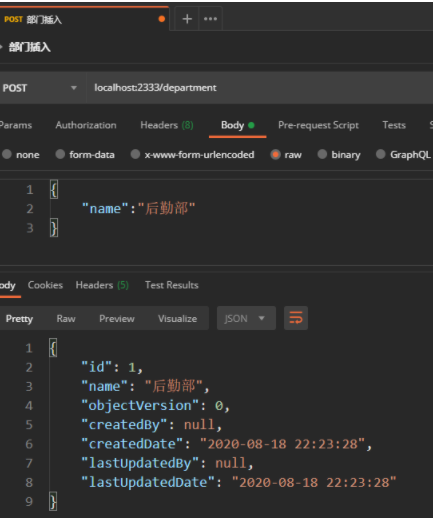 POST 部门插入
部门插入
POST localhost:2333/department
Params Authorization Headers (8) Body Pre-request Script Tests S
none form-data x-www-form-urlencoded raw binary GraphQL
1 {
2 "name":"后勤部"
3 }
ody Cookies Headers (5) Test Results
Pretty Raw Preview Visualize JSON
1 {
2 "id": 1,
3 "name": "后勤部",
4 "objectVersion": 0,
5 "createdBy": null,
6 "createdDate": "2020-08-18 22:23:28",
7 "lastUpdatedBy": null,
8 "lastUpdatedDate": "2020-08-18 22:23:28"
9 }